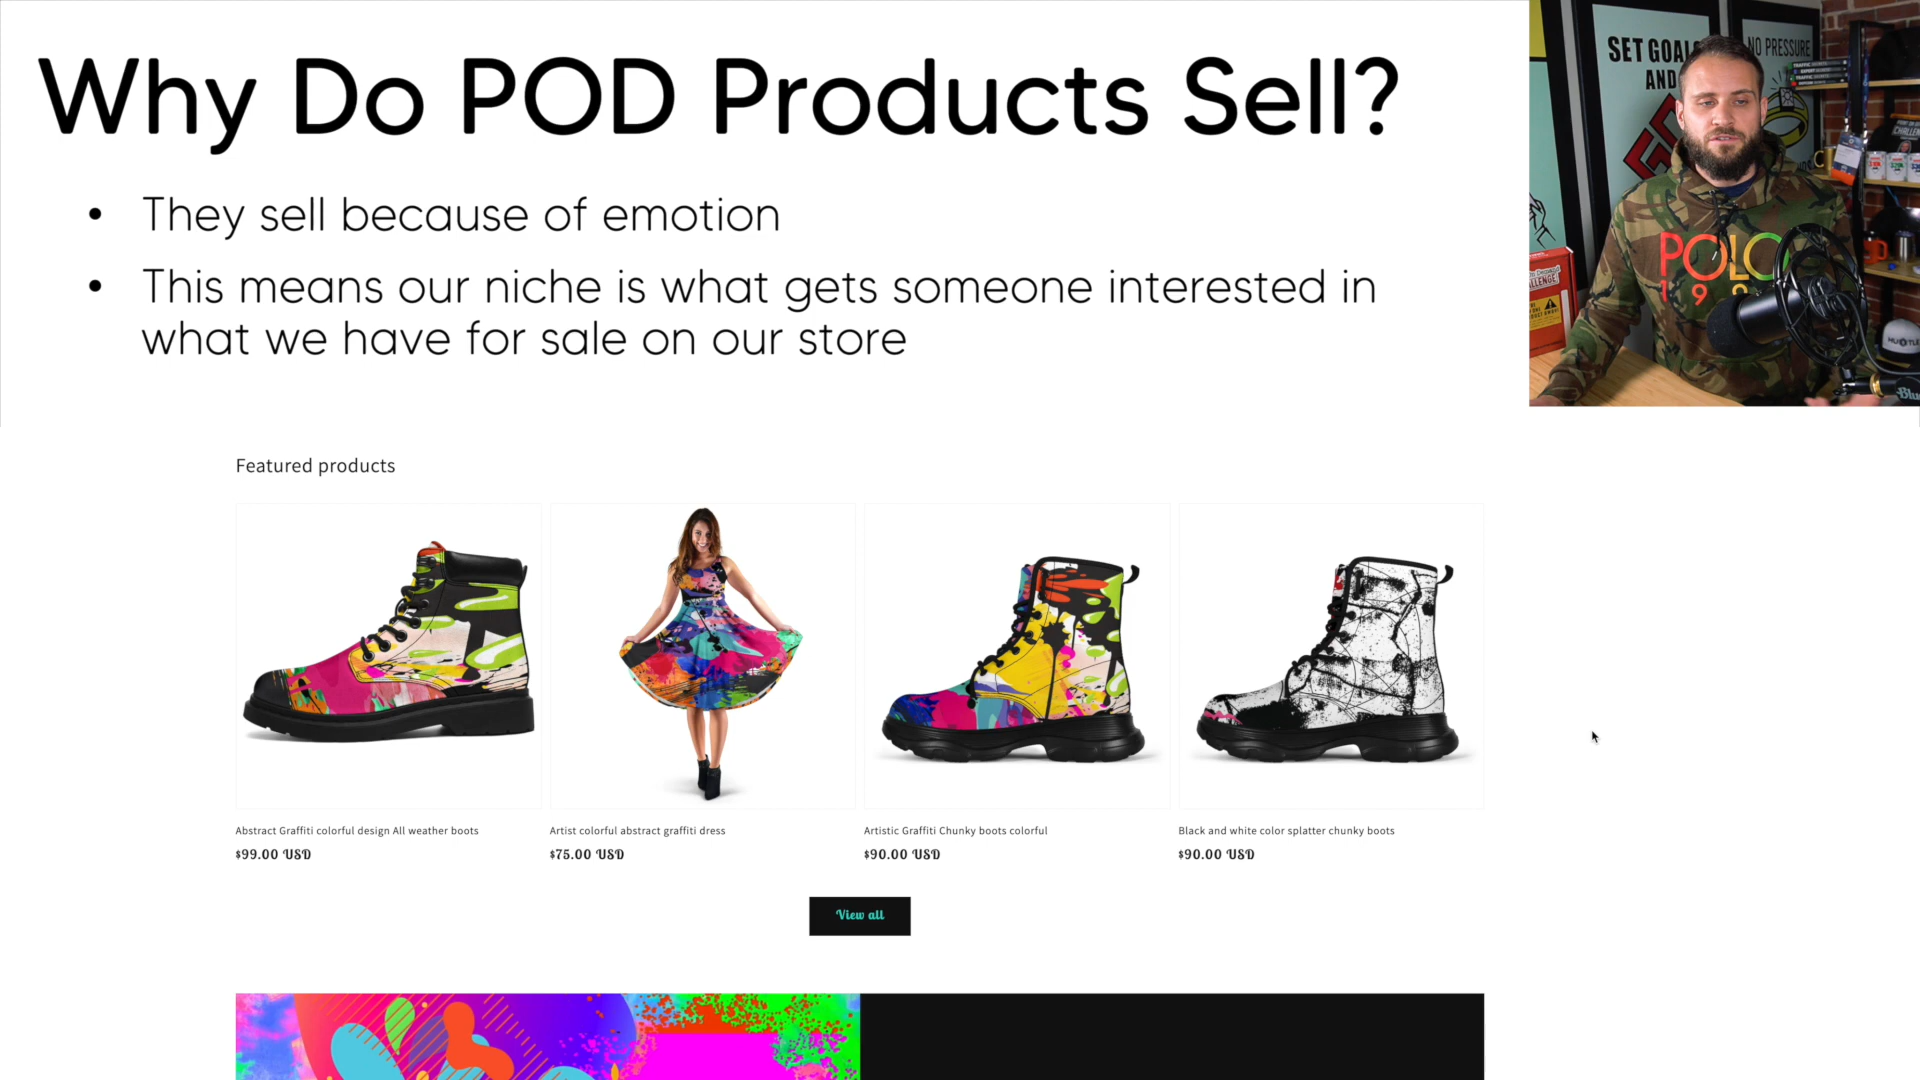 Why Do POD Products Sell?
• They sell because of emotion
• This means our niche is what gets someone interested in
what we have for sale on our store
SET GOALS
AND
NO PRESSURE
POLO
HUSTLE
Blue
Featured products
Abstract Graffiti colorful design All weather boots
$99.00 USD
Artist colorful abstract graffiti dress
$75.00 USD
Artistic Graffiti Chunky boots colorful
$90.00 USD
Black and white color splatter chunky boots
$90.00 USD
View all